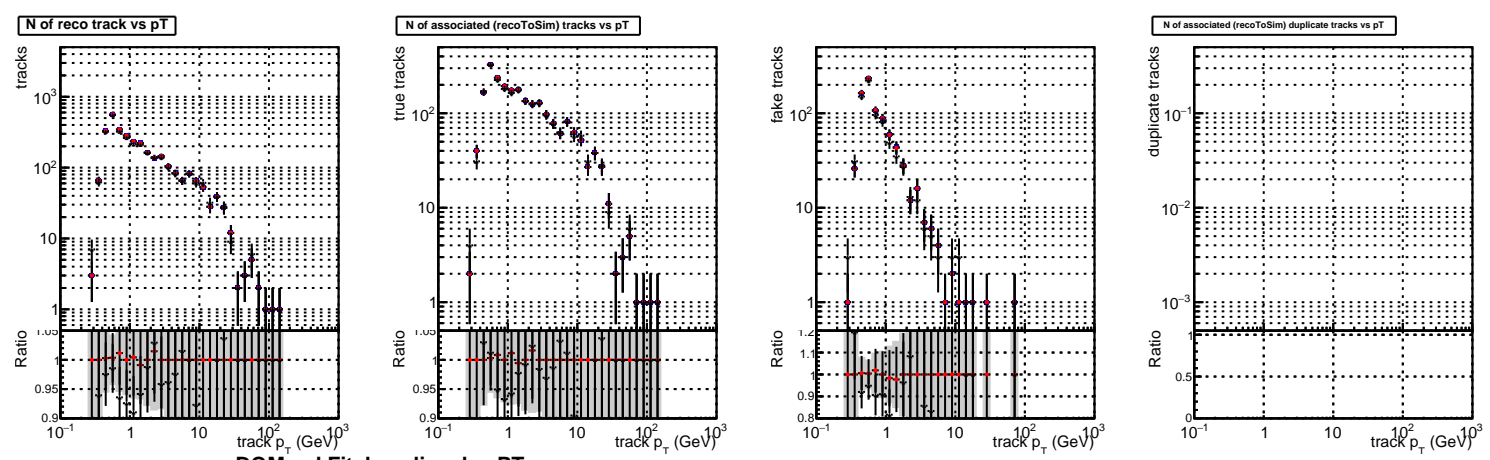 N of reco track vs pT
tracks
10³
10²
10
1
Ratio
1.05
1
0.95
0.9
10⁻¹ 1 10 10² 10³
track p_T (GeV)
N of associated (recoToSim) tracks vs pT
true tracks
10²
10
1
Ratio
1.05
1
0.95
0.9
10⁻¹ 1 10 10² 10³
track p_T (GeV)
fake tracks
10²
10
1
Ratio
1.2
1.1
1
0.9
0.8
10⁻¹ 1 10 10² 10³
track p_T (GeV)
N of associated (recoToSim) duplicate tracks vs pT
duplicate tracks
10⁻¹
10⁻²
10⁻³
Ratio
1
0.5
0
10⁻¹ 1 10 10² 10³
track p_T (GeV)